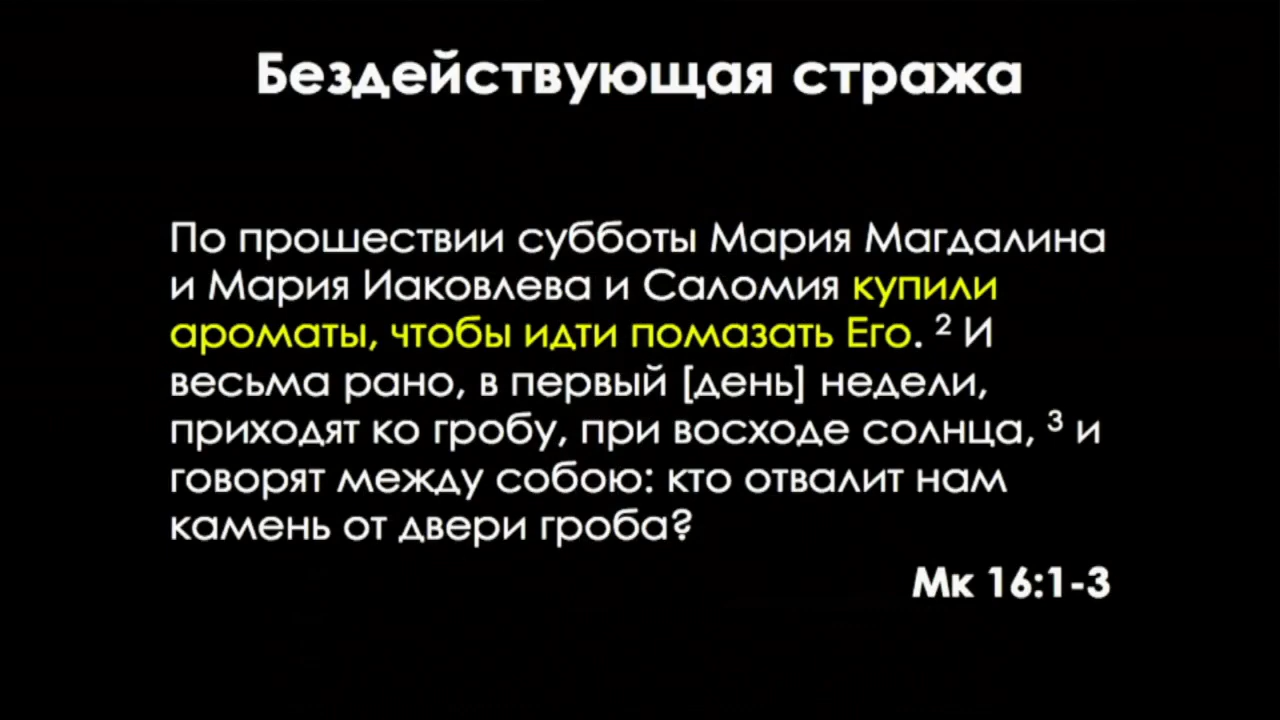 Бездействующая стража
По прошествии субботы Мария Магдалина
и Мария Иаковлева и Саломия купили
ароматы, чтобы идти помазать Его. ² И
весьма рано, в первый [день] недели,
приходят ко гробу, при восходе солнца, ³ и
говорят между собою: кто отвалит нам
камень от двери гроба?
Мк 16:1-3